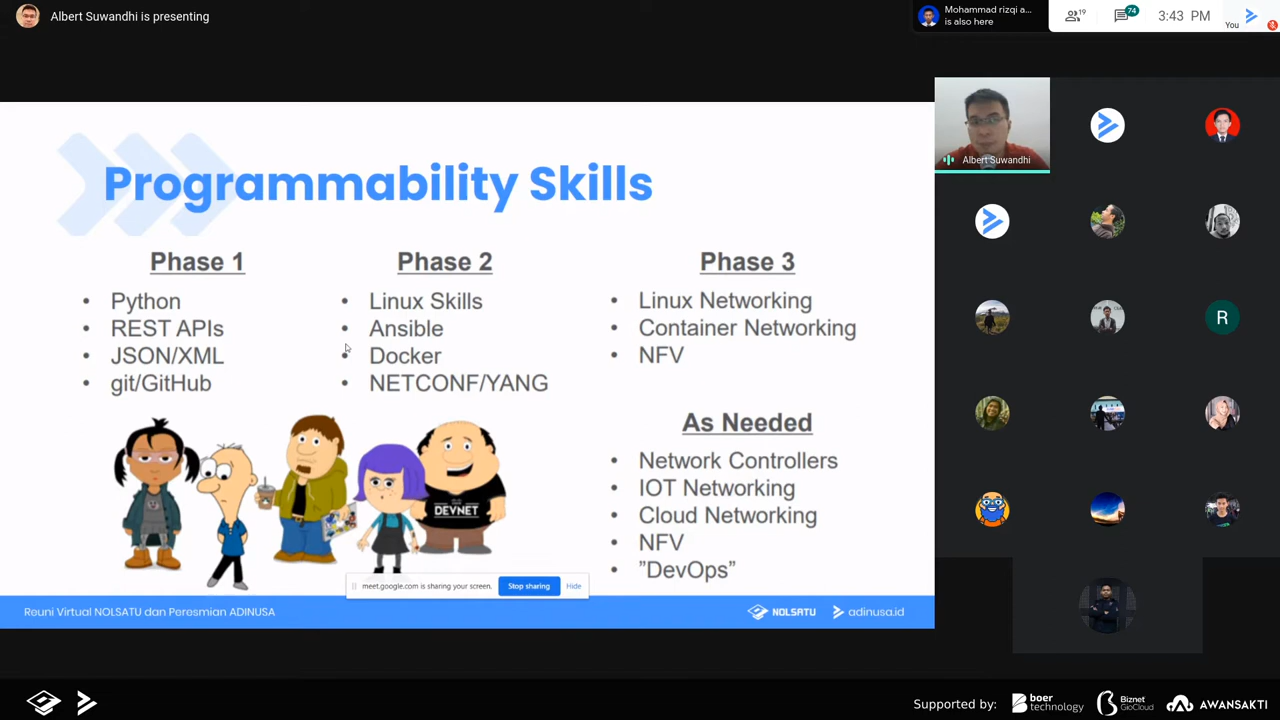 Albert Suwandhi is presenting
Mohammad rizqi a...
is also here
19
74
3:43 PM
You
Albert Suwandhi
R
Programmability Skills
Phase 1
• Python
• REST APIs
• JSON/XML
• git/GitHub
Phase 2
• Linux Skills
• Ansible
• Docker
• NETCONF/YANG
Phase 3
• Linux Networking
• Container Networking
• NFV
As Needed
• Network Controllers
• IOT Networking
• Cloud Networking
• NFV
• ”DevOps”
DEVNET
meet.google.com is sharing your screen.
Stop sharing
Hide
Reuni Virtual NOLSATU dan Peresmian ADINUSA
NOLSATU
adinusa.id
Supported by:
boer
technology
Biznet
GioCloud
AWANSAKTI